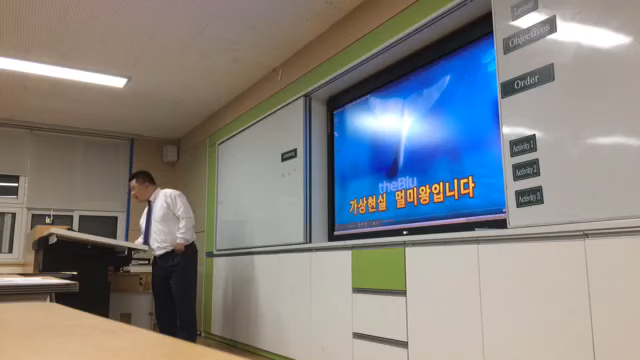 theBlu
가상현실 멀미왕입니다
Lesson
Objectives
Order
Activity 1
Activity 2
Activity 3